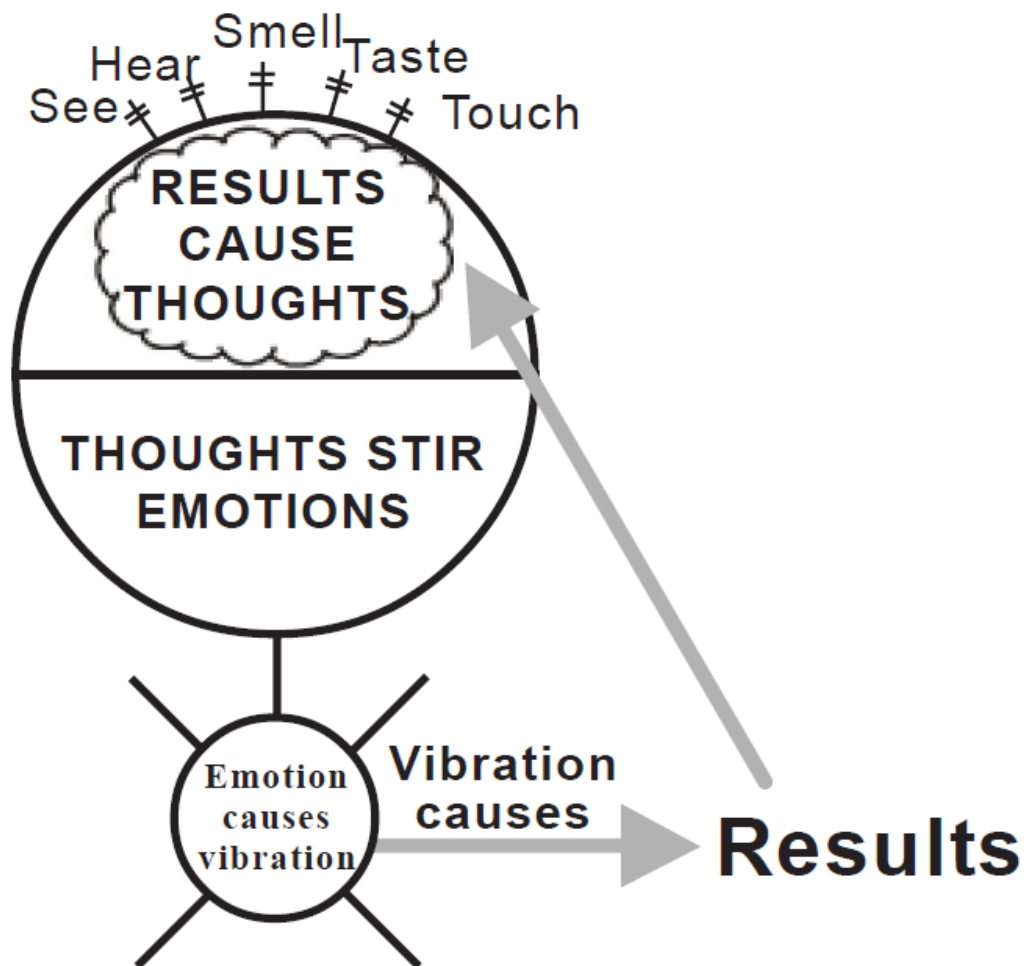 Smell
Hear
Taste
See
Touch
RESULTS
CAUSE
THOUGHTS
THOUGHTS STIR
EMOTIONS
Emotion
causes
vibration
Vibration
causes
Results